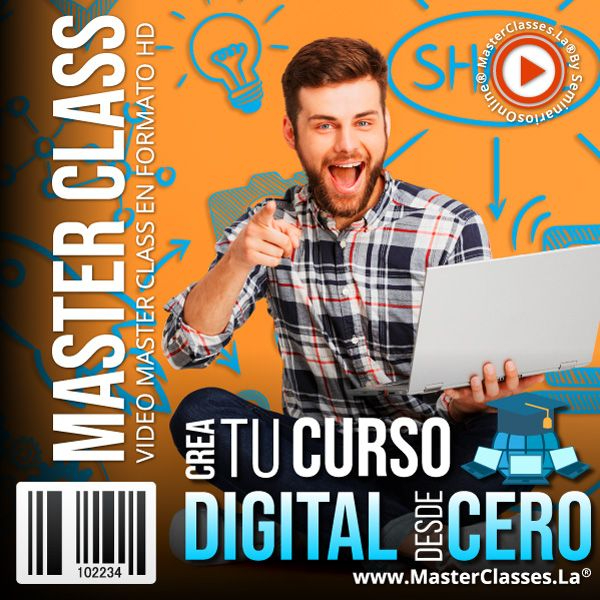 MASTER CLASS
VIDEO MASTER CLASS EN FORMATO HD
MasterClasses.La® By SeminariosOnline®
SH
CREA TU CURSO
DIGITAL DESDE CERO
102234
www.MasterClasses.La®